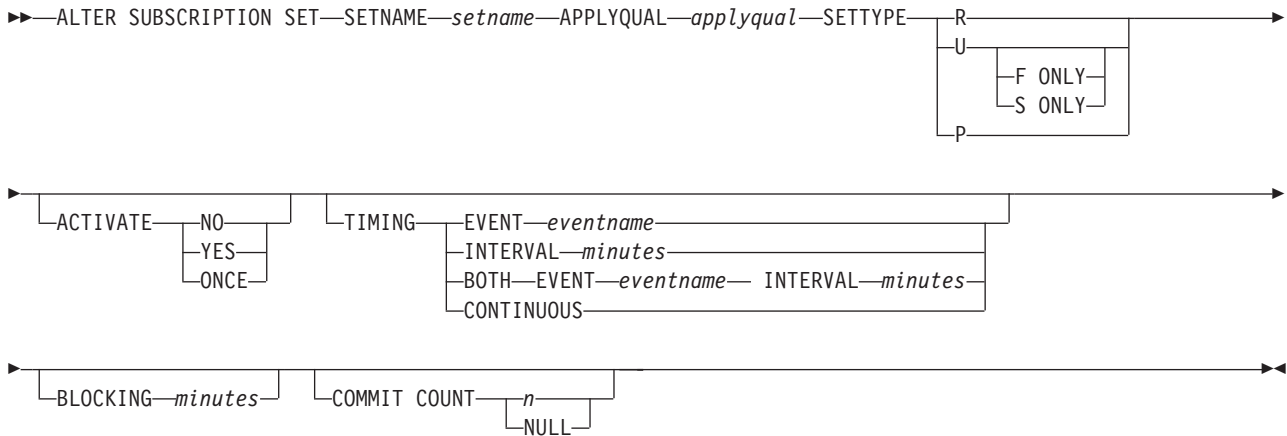 ALTER SUBSCRIPTION SET SETNAME setname APPLYQUAL applyqual SETTYPE R
U
F ONLY
S ONLY
P
ACTIVATE NO TIMING EVENT eventname
YES INTERVAL minutes
ONCE BOTH EVENT eventname INTERVAL minutes
CONTINUOUS
BLOCKING minutes COMMIT COUNT n
NULL